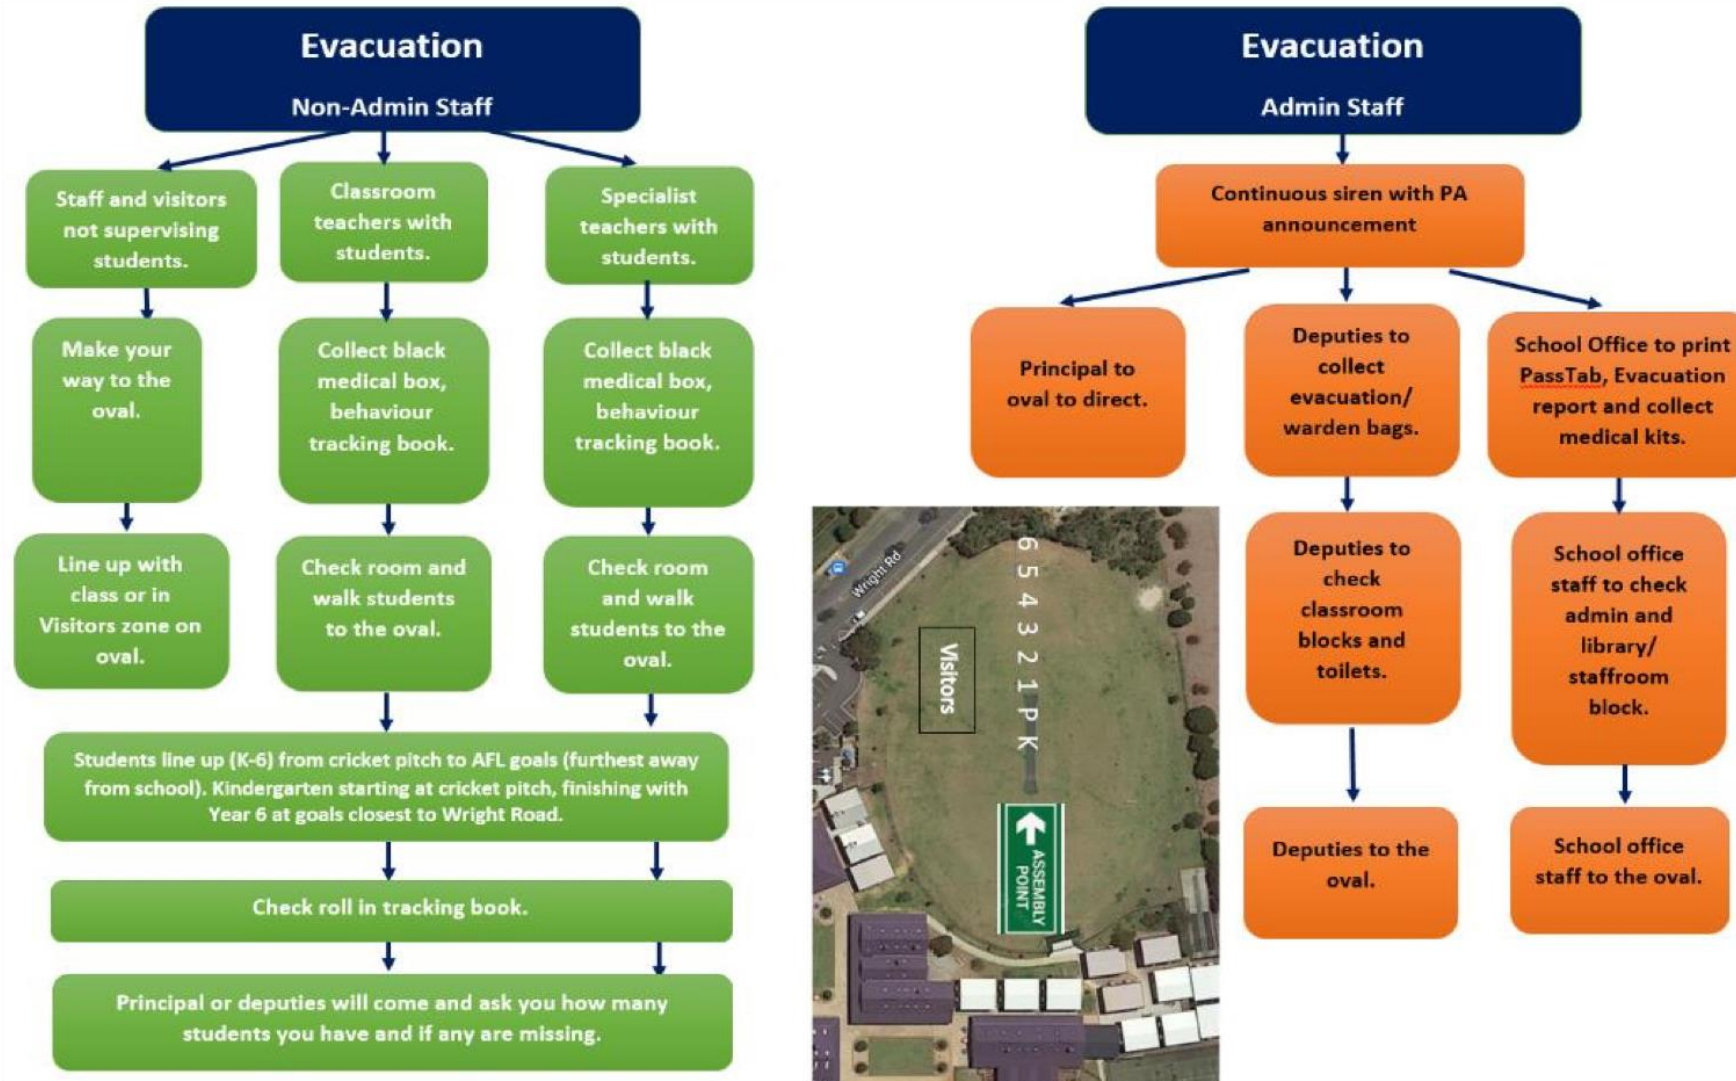 Evacuation
Non-Admin Staff
Staff and visitors
not supervising
students.
Classroom
teachers with
students.
Specialist
teachers with
students.
Make your
way to the
oval.
Collect black
medical box,
behaviour
tracking book.
Collect black
medical box,
behaviour
tracking book.
Line up with
class or in
Visitors zone on
oval.
Check room and
walk students
to the oval.
Check room
and walk
students to the
oval.
Students line up (K-6) from cricket pitch to AFL goals (furthest away
from school). Kindergarten starting at cricket pitch, finishing with
Year 6 at goals closest to Wright Road.
Check roll in tracking book.
Principal or deputies will come and ask you how many
students you have and if any are missing.
Evacuation
Admin Staff
Continuous siren with PA
announcement
Principal to
oval to direct.
Deputies to
collect
evacuation/
warden bags.
School Office to print
PassTab, Evacuation
report and collect
medical kits.
Deputies to
check
classroom
blocks and
toilets.
School office
staff to check
admin and
library/
staffroom
block.
Deputies to the
oval.
School office
staff to the oval.
Wright Rd
6 5 4 3 2 1 P K
Visitors
ASSEMBLY
POINT